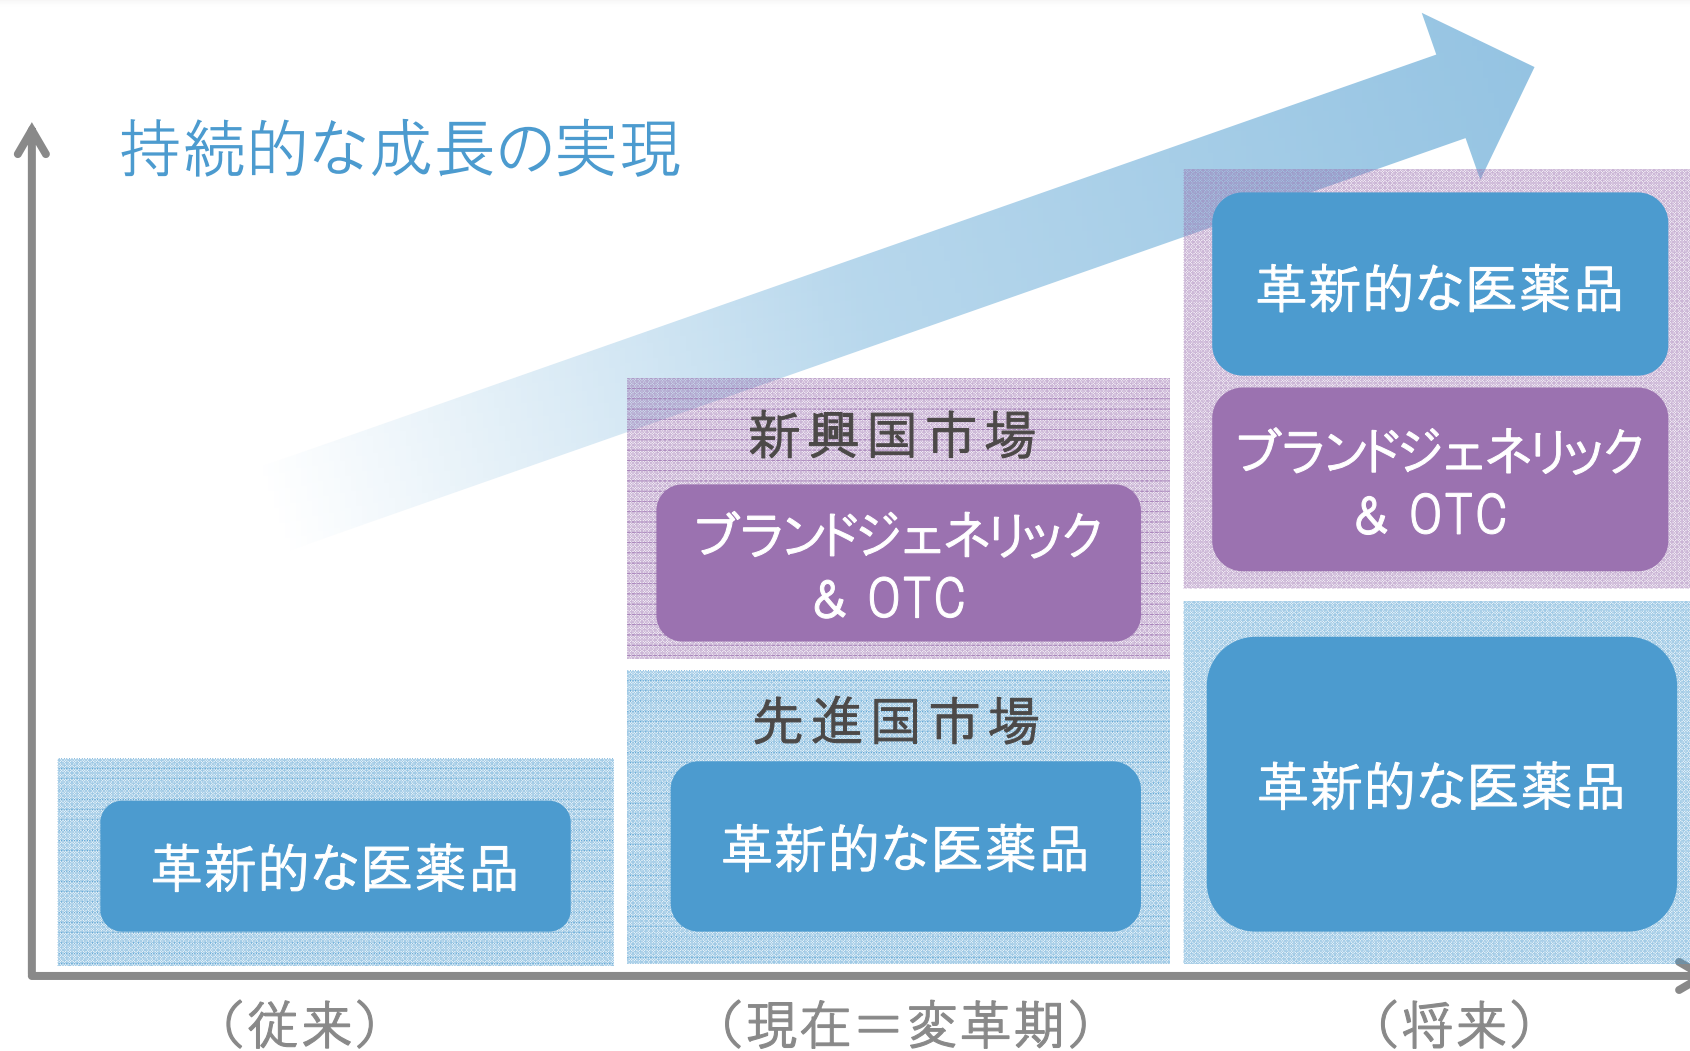 持続的な成長の実現
革新的な医薬品
新興国市場
ブランドジェネリック
& OTC
先進国市場
革新的な医薬品
革新的な医薬品
ブランドジェネリック
& OTC
革新的な医薬品
（従来）
（現在＝変革期）
（将来）